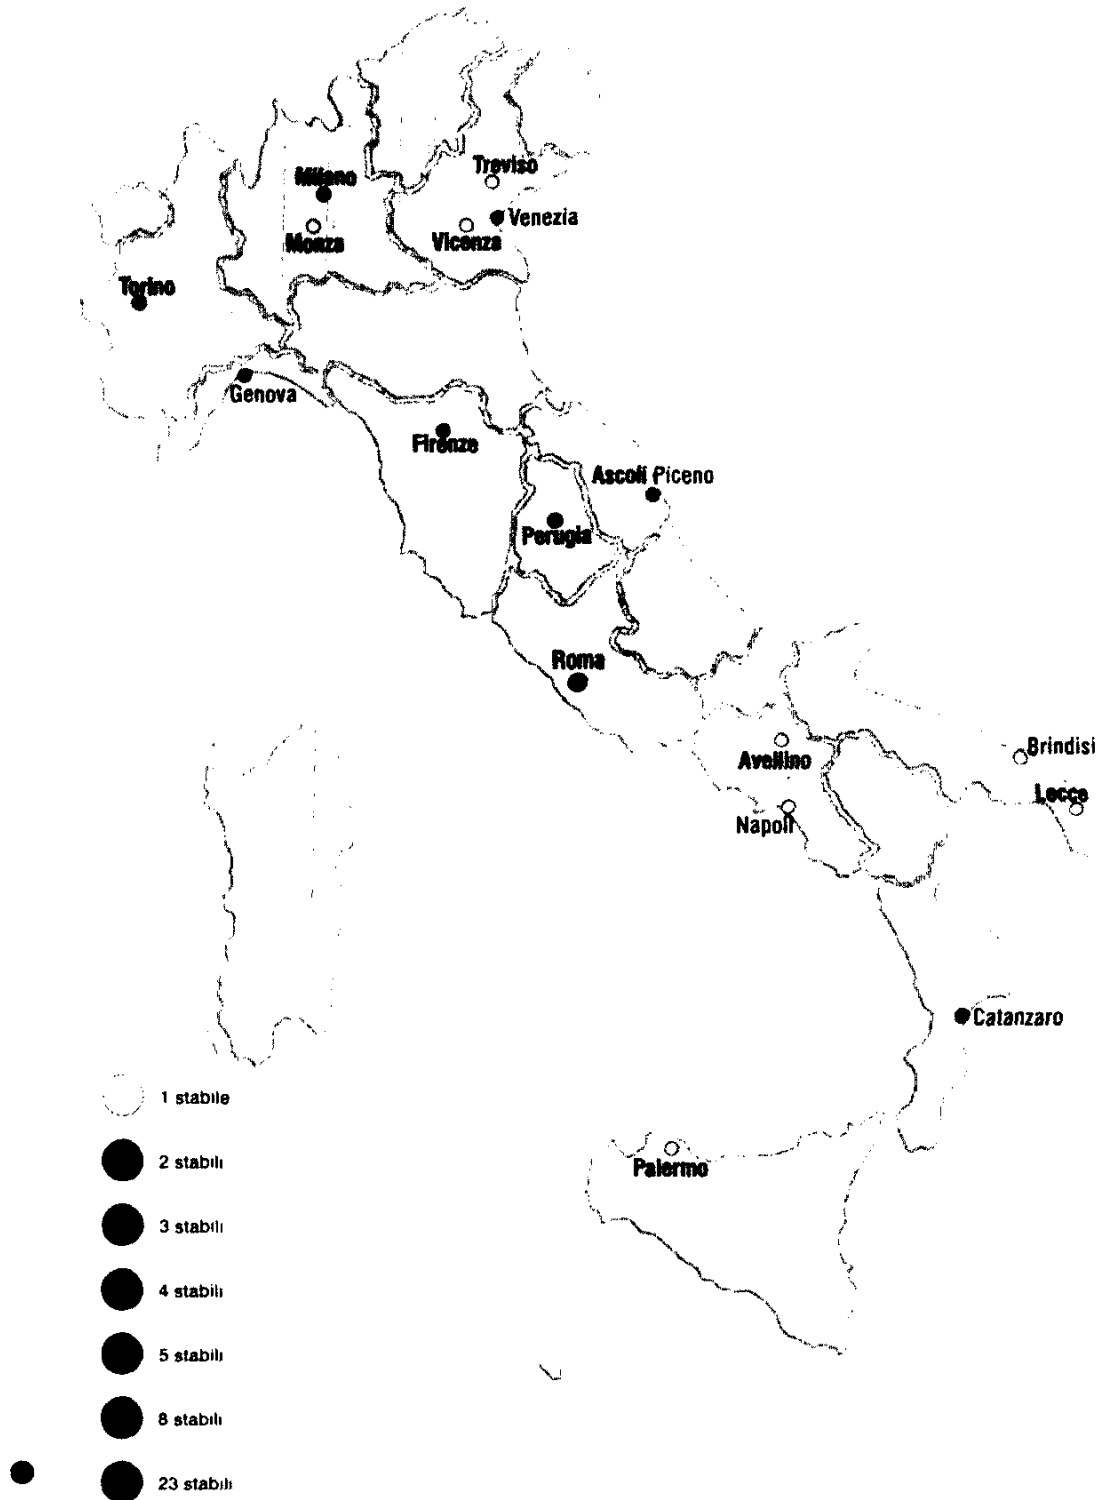 Treviso
Milano
Venezia
Monza
Vicenza
Torino
Genova
Firenze
Ascoli Piceno
Perugia
Roma
Brindisi
Avellino
Lecce
Napoli
Catanzaro
1 stabile
Palermo
2 stabili
3 stabili
4 stabili
5 stabili
8 stabili
23 stabili